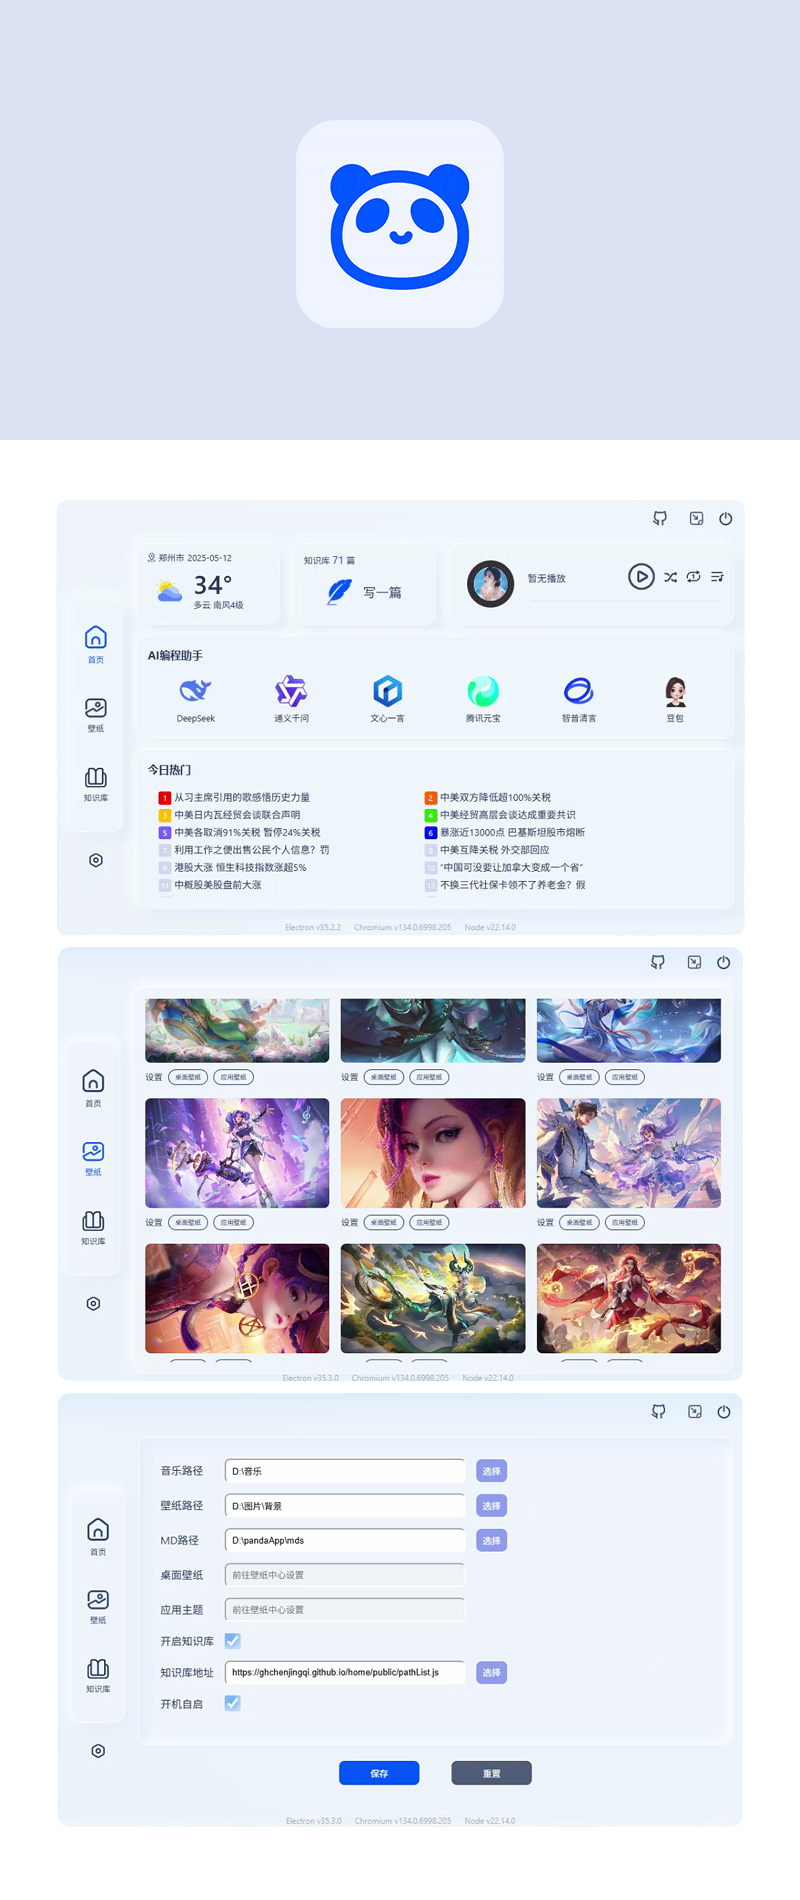 郑州市 2025-05-12
34°
多云 南风4级
知识库 71 篇
写一篇
暂无播放
AI编程助手
DeepSeek
通义千问
文心一言
腾讯元宝
智普清言
豆包
首页
壁纸
知识库
今日热门
1 从习主席引用的歌感悟历史力量
2 中美双方降低超100%关税
3 中美日内瓦经贸会谈联合声明
4 中美经贸高层会谈达成重要共识
5 中美各取消91%关税 暂停24%关税
6 暴涨近13000点 巴基斯坦股市熔断
7 利用工作之便出售公民个人信息？罚
8 中美互降关税 外交部回应
9 港股大涨 恒生科技指数涨超5%
10 "中国可没要让加拿大变成一个省"
11 中概股美股盘前大涨
12 不换三代社保卡领不了养老金？假
Electron v35.2.2 Chromium v134.0.6998.205 Node v22.14.0
首页
壁纸
知识库
设置 桌面壁纸 应用壁纸
设置 桌面壁纸 应用壁纸
设置 桌面壁纸 应用壁纸
设置 桌面壁纸 应用壁纸
设置 桌面壁纸 应用壁纸
设置 桌面壁纸 应用壁纸
Electron v35.3.0 Chromium v134.0.6998.205 Node v22.14.0
首页
壁纸
知识库
音乐路径 D:\音乐 选择
壁纸路径 D:\图片\背景 选择
MD路径 D:\pandaApp\mds 选择
桌面壁纸 前往壁纸中心设置
应用主题 前往壁纸中心设置
开启知识库
知识库地址 https://ghchenjingqi.github.io/home/public/pathList.js 选择
开机自启
保存
重置
Electron v35.3.0 Chromium v134.0.6998.205 Node v22.14.0